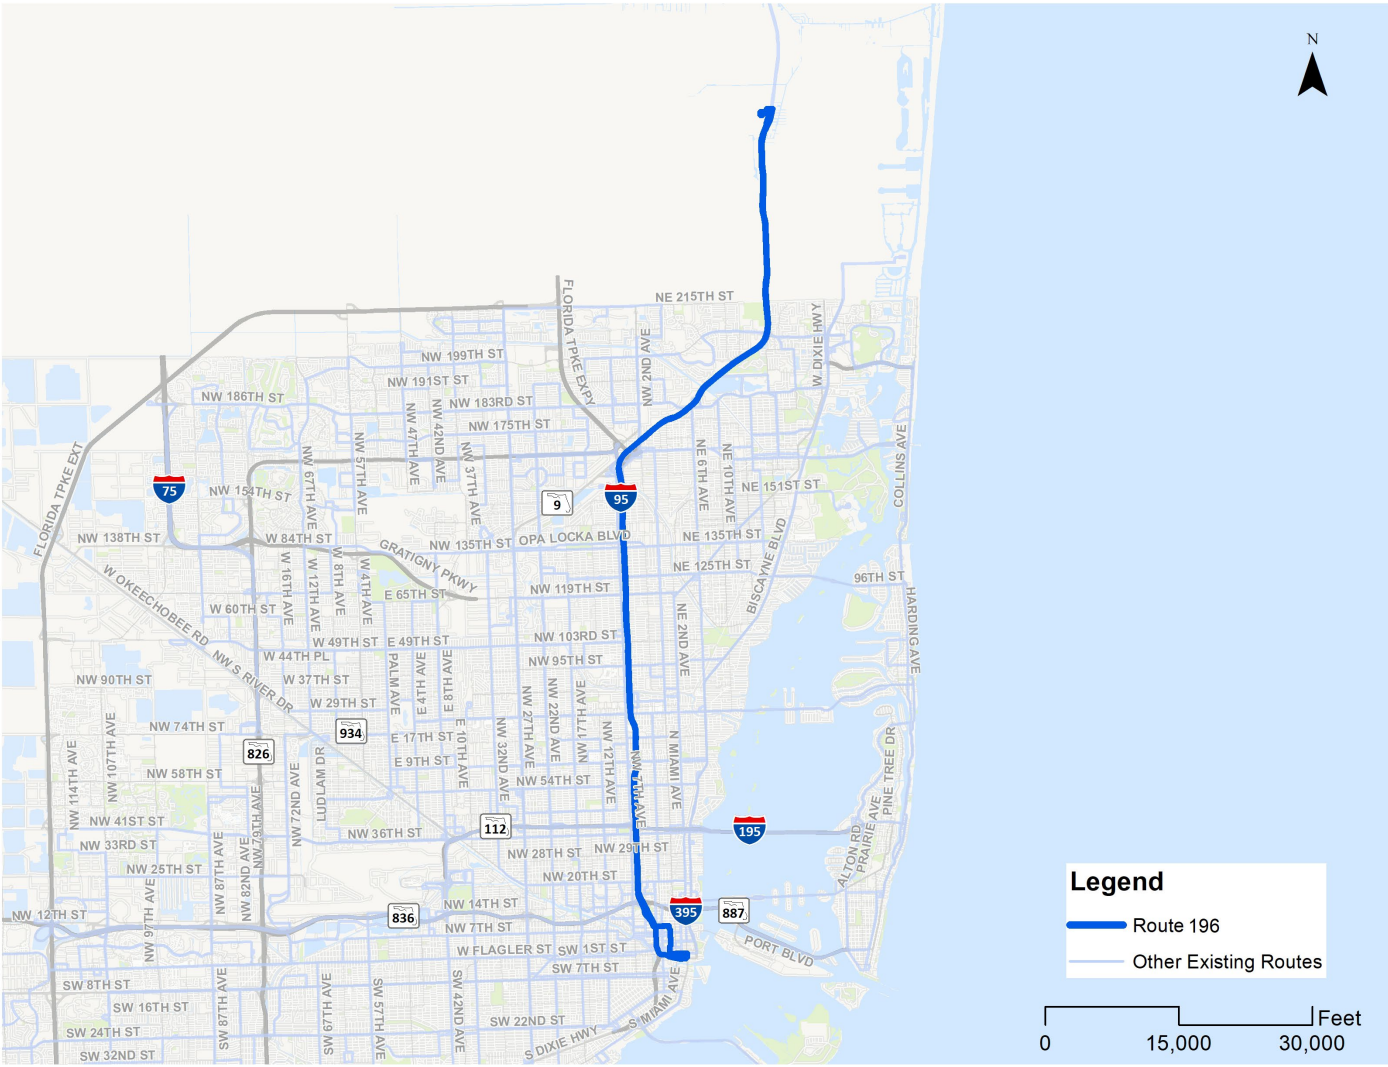 N
NE 215TH ST
FLORIDA TPKE EXPY
NW 2ND AVE
W DIXIE HWY
NW 199TH ST
NW 191ST ST
NW 186TH ST
NW 183RD ST
NW 175TH ST
NW 47TH AVE
NW 42ND AVE
NW 57TH AVE
NW 67TH AVE
NW 37TH AVE
NE 6TH AVE
NE 10TH AVE
COLLINS AVE
FLORIDA TPKE EXT
75
NW 154TH ST
9
95
NE 151ST ST
NW 138TH ST
W 84TH ST
GRATIGNY PKWY
NW 135TH ST
OPA LOCKA BLVD
NE 135TH ST
BISCAYNE BLVD
NE 125TH ST
96TH ST
W OKEECHOBEE RD
W 16TH AVE
W 12TH AVE
W 8TH AVE
W 4TH AVE
E 65TH ST
NW 119TH ST
HARDING AVE
W 60TH ST
NE 2ND AVE
W 49TH ST
E 49TH ST
NW 103RD ST
W 44TH PL
NW 95TH ST
NW S RIVER DR
NW 90TH ST
W 37TH ST
PALM AVE
E 4TH AVE
E 8TH AVE
W 29TH ST
NW 27TH AVE
NW 22ND AVE
NW 17TH AVE
NW 74TH ST
934
E 17TH ST
E 10TH AVE
NW 32ND AVE
NW 12TH AVE
N MIAMI AVE
PINE TREE DR
NW 114TH AVE
NW 107TH AVE
826
E 9TH ST
NW 58TH ST
NW 72ND AVE
LUDLAM DR
NW 54TH ST
NW 7TH AVE
NW 41ST ST
NW 36TH ST
112
195
ALTON RD
PRAIRIE AVE
NW 33RD ST
NW 79TH AVE
NW 28TH ST
NW 29TH ST
NW 25TH ST
NW 87TH AVE
NW 82ND AVE
NW 20TH ST
NW 97TH AVE
NW 12TH ST
836
NW 14TH ST
395
887
NW 7TH ST
PORT BLVD
W FLAGLER ST
SW 1ST ST
SW 7TH ST
SW 8TH ST
SW 16TH ST
SW 87TH AVE
SW 67TH AVE
SW 57TH AVE
SW 42ND AVE
S MIAMI AVE
SW 22ND ST
SW 24TH ST
S DIXIE HWY
SW 32ND ST
Legend
Route 196
Other Existing Routes
Feet
0
15,000
30,000